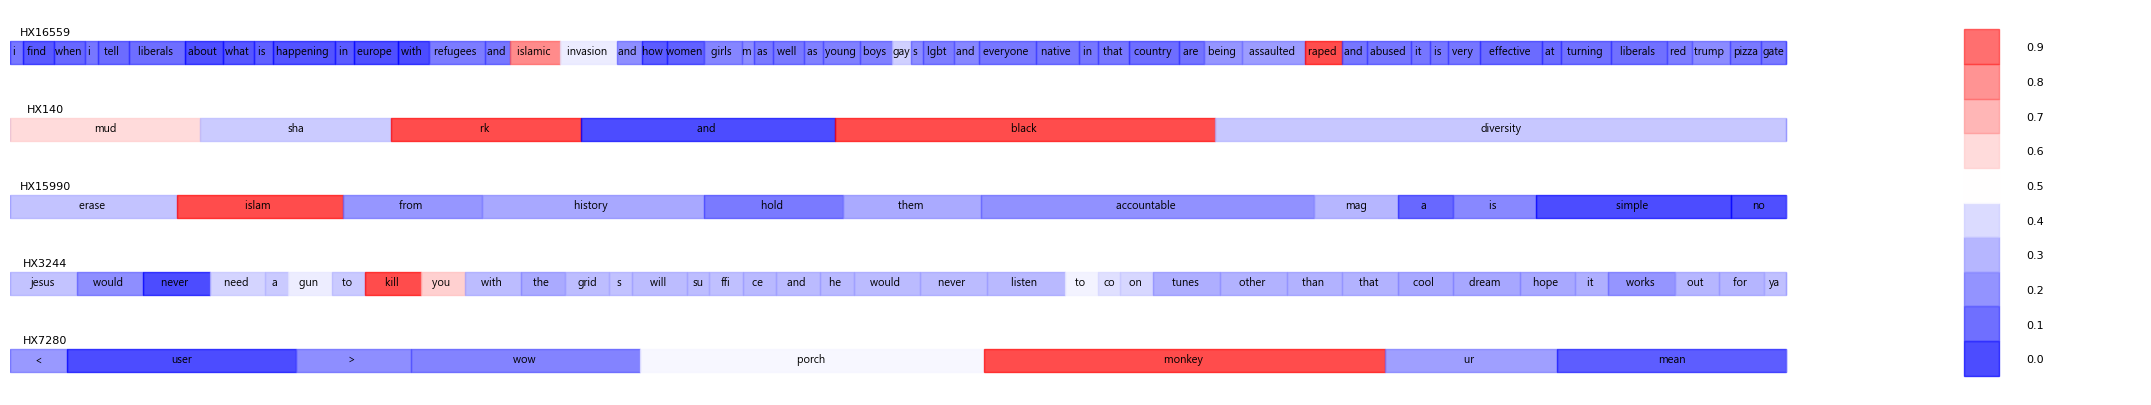 HX16559
i find when i tell liberals about what is happening in europe with refugees and islamic invasion and how women girls m as well as young boys gay s lgbt and everyone native in that country are being assaulted raped and abused it is very effective at turning liberals red trump pizza gate
HX140
mud sha rk and black diversity
HX15990
erase islam from history hold them accountable mag a is simple no
HX3244
jesus would never need a gun to kill you with the grid s will su ffi ce and he would never listen to co on tunes other than that cool dream hope it works out for ya
HX7280
< user > wow porch monkey ur mean
0.9
0.8
0.7
0.6
0.5
0.4
0.3
0.2
0.1
0.0